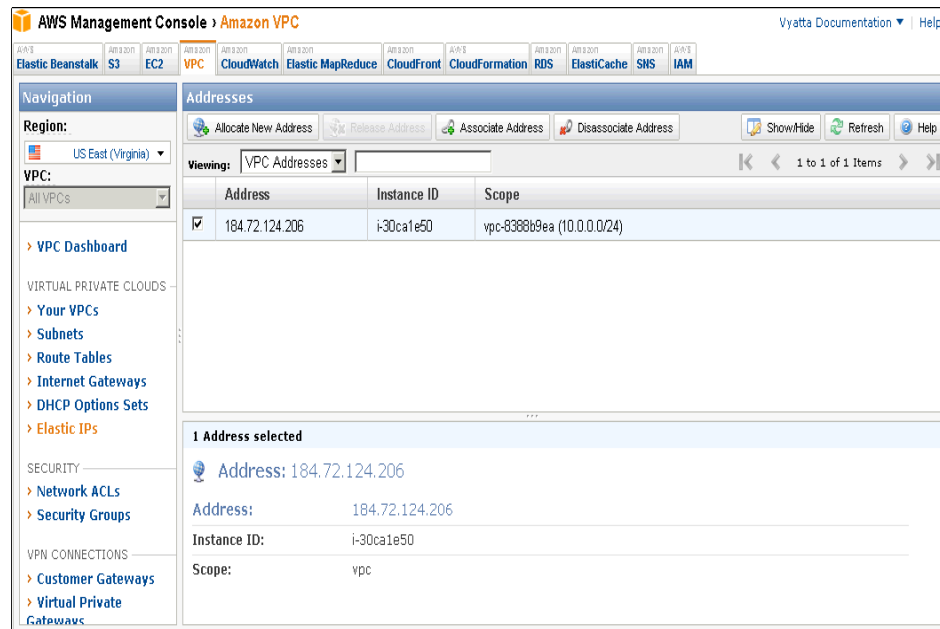 AWS Management Console › Amazon VPC
Vyatta Documentation ▼ | Help
AWS Elastic Beanstalk
Amazon S3
Amazon EC2
Amazon VPC
Amazon CloudWatch
Amazon Elastic MapReduce
Amazon CloudFront
AWS CloudFormation
Amazon RDS
Amazon ElastiCache
Amazon SNS
AWS IAM
Navigation
Region:
US East (Virginia) ▼
VPC:
All VPCs
> VPC Dashboard
VIRTUAL PRIVATE CLOUDS
> Your VPCs
> Subnets
> Route Tables
> Internet Gateways
> DHCP Options Sets
> Elastic IPs
SECURITY
> Network ACLs
> Security Groups
VPN CONNECTIONS
> Customer Gateways
> Virtual Private
Gateways
Addresses
Allocate New Address Release Address Associate Address Disassociate Address Show/Hide Refresh Help
Viewing: VPC Addresses 1 to 1 of 1 Items
Address Instance ID Scope
184.72.124.206 i-30ca1e50 vpc-8388b9ea (10.0.0.0/24)
1 Address selected
Address: 184.72.124.206
Address: 184.72.124.206
Instance ID: i-30ca1e50
Scope: vpc